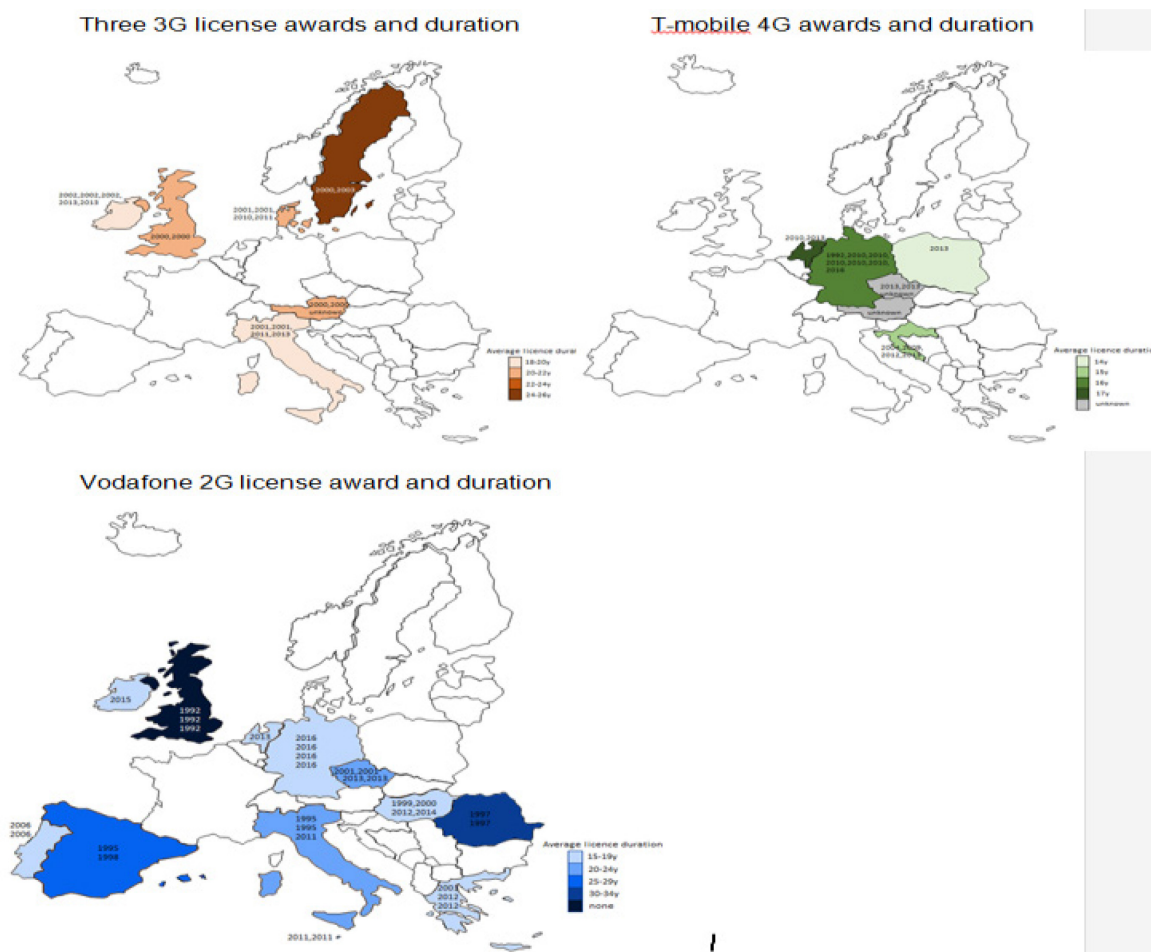 Three 3G license awards and duration
2002,2002,2002,
2013,2013
2000,2000
2001,2001,
2010,2011
2000,2003
unknown
2001,2001,
2011,2013
Average licence durat
18-20y
20-22y
22-24y
24-26y
T-mobile 4G awards and duration
2010,2013
1992,2010,2010,
2010,2010,2010,
2016
2013
2013,2013
unknown
unknown
Average licence duration
14y
15y
16y
17y
unknown
Vodafone 2G license award and duration
2015
1992
1992
1992
2013
2016
2016
2016
2016
2001,2001
2013,2013
1999,2000
2012,2014
1997
1997
1995
1995
2011
2006
2006
1995
1998
2001
2012
2012
2011,2011
Average licence duration
15-19y
20-24y
25-29y
30-34y
none